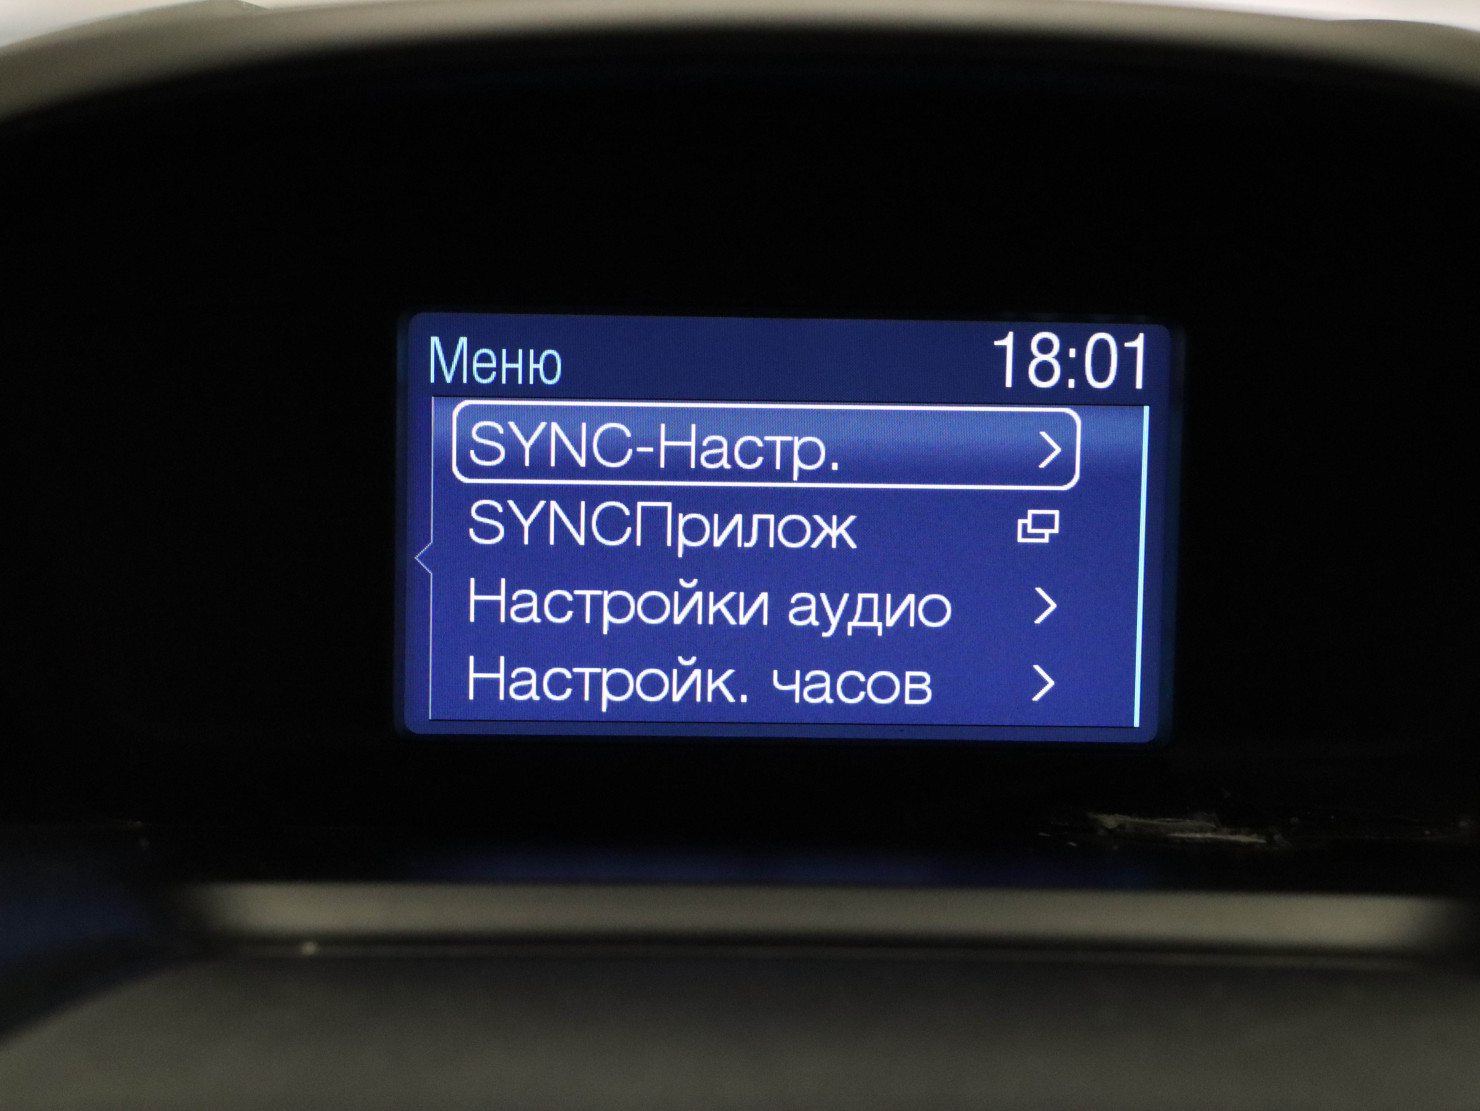 Меню 18:01
SYNC-Настр.
SYNCПрилож
Настройки аудио
Настройк. часов